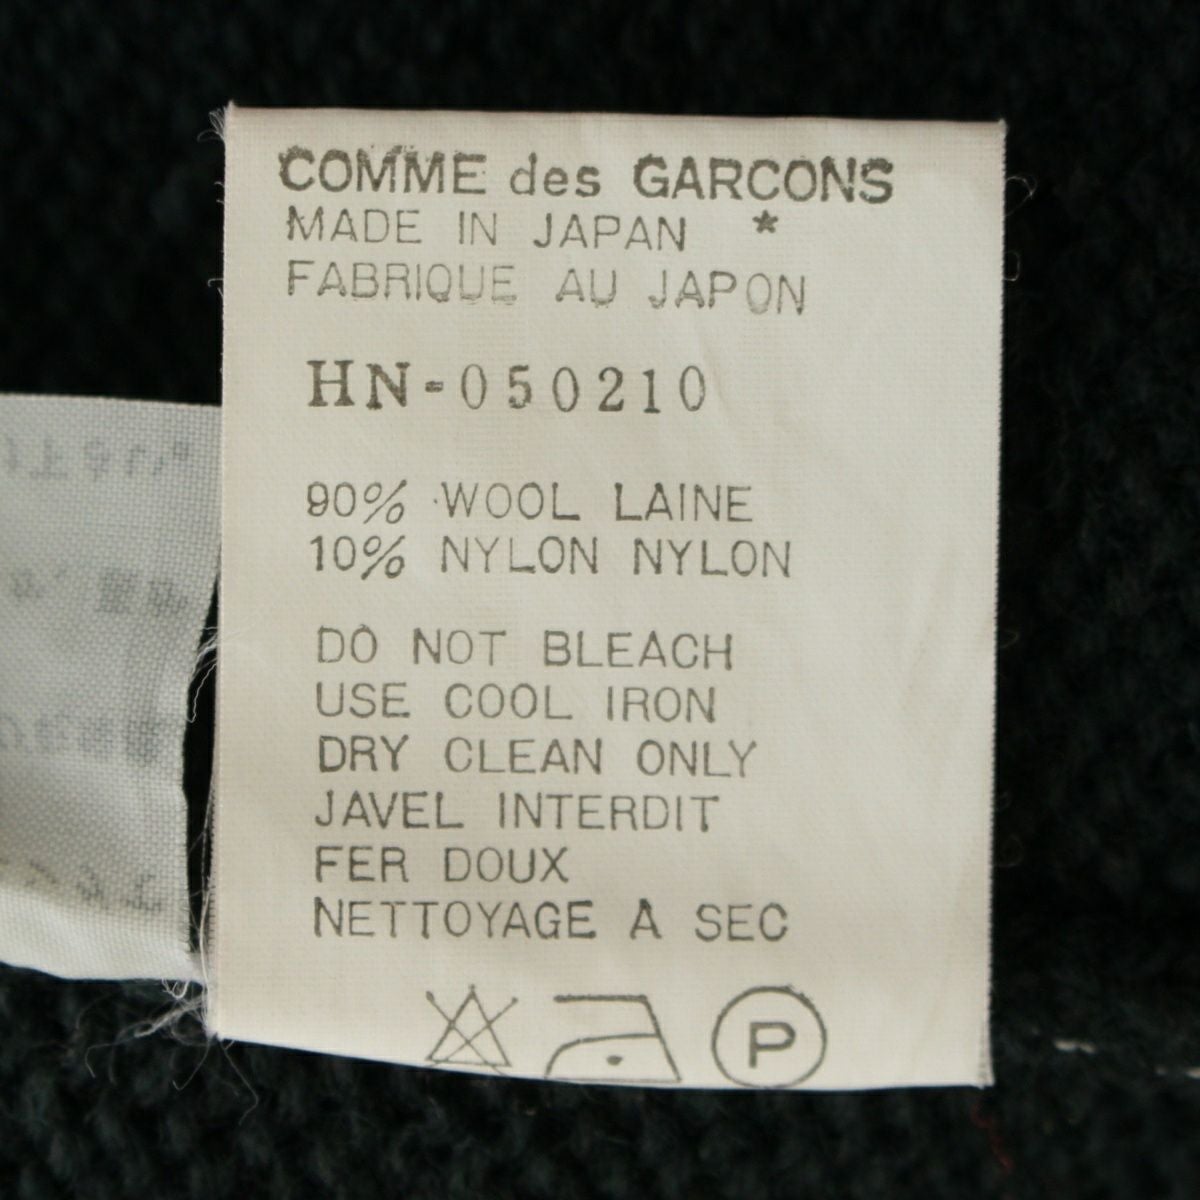 COMME des GARCONS
MADE IN JAPAN *
FABRIQUE AU JAPON
HN-050210
90% WOOL LAINE
10% NYLON NYLON
DO NOT BLEACH
USE COOL IRON
DRY CLEAN ONLY
JAVEL INTERDIT
FER DOUX
NETTOYAGE A SEC
P